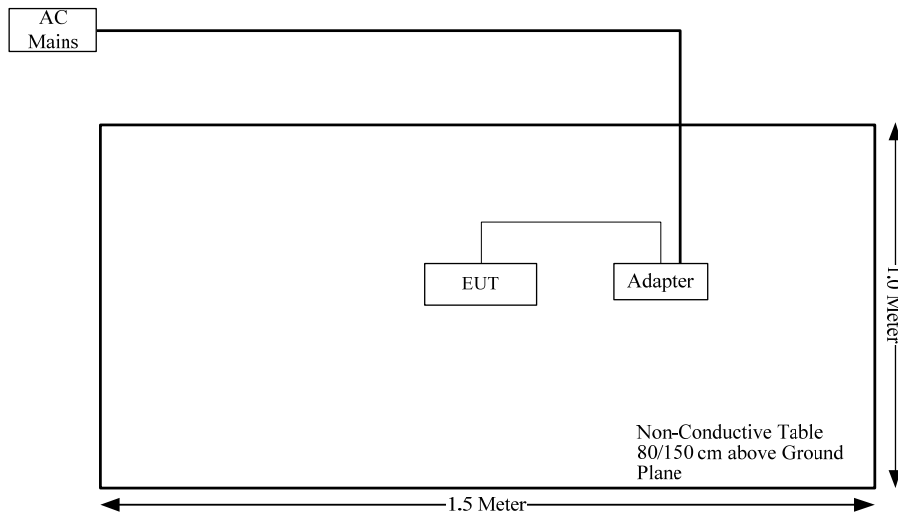 AC
Mains
EUT
Adapter
1.0 Meter
Non-Conductive Table
80/150 cm above Ground
Plane
1.5 Meter